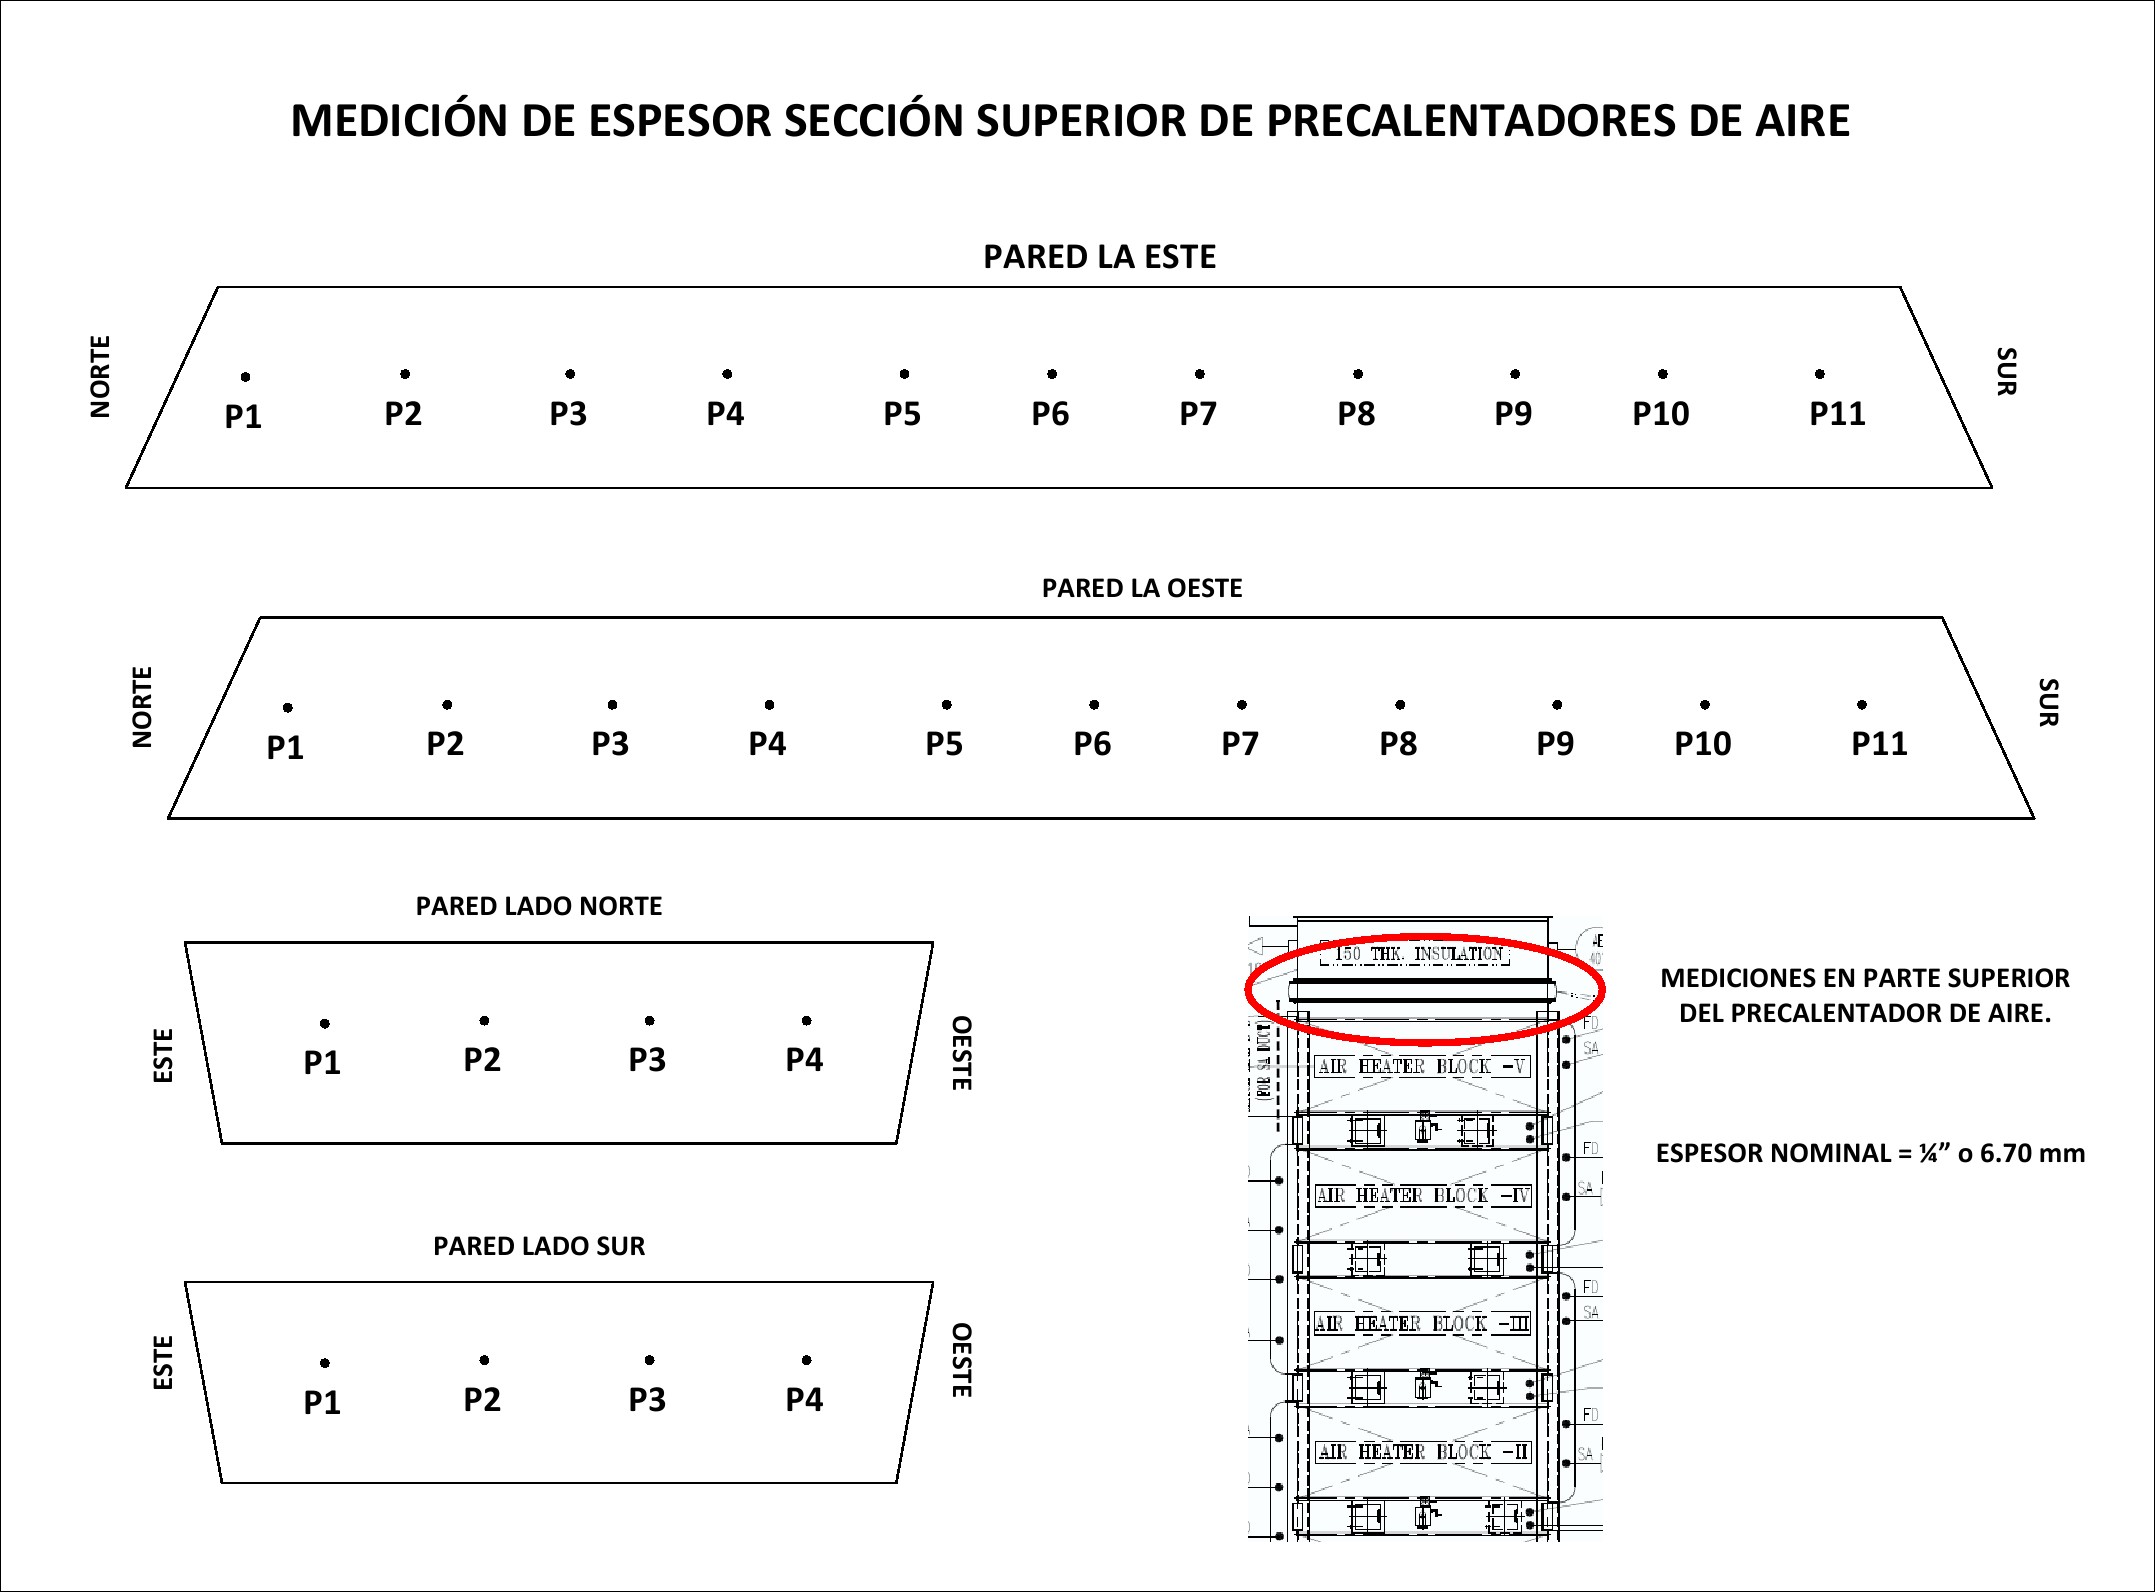 MEDICIÓN DE ESPESOR SECCIÓN SUPERIOR DE PRECALENTADORES DE AIRE
PARED LA ESTE
NORTE
SUR
P1 P2 P3 P4 P5 P6 P7 P8 P9 P10 P11
PARED LA OESTE
NORTE
SUR
P1 P2 P3 P4 P5 P6 P7 P8 P9 P10 P11
PARED LADO NORTE
ESTE
OESTE
P1 P2 P3 P4
PARED LADO SUR
ESTE
OESTE
P1 P2 P3 P4
150 THK. INSULATION
(FOR SA DUCT)
AIR HEATER BLOCK -V
AIR HEATER BLOCK -IV
AIR HEATER BLOCK -III
AIR HEATER BLOCK -II
FD
SA
FD
SA
FD
SA
FD
SA
MEDICIONES EN PARTE SUPERIOR
DEL PRECALENTADOR DE AIRE.
ESPESOR NOMINAL = ¼” o 6.70 mm